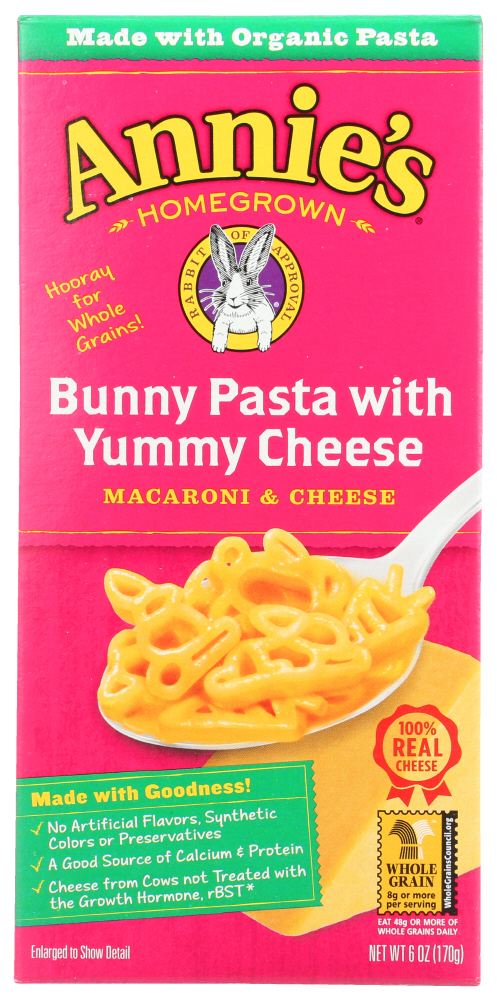 Made with Organic Pasta
Annie's®
HOMEGROWN
RABBIT OF APPROVAL
Hooray
for
Whole
Grains!
Bunny Pasta with
Yummy Cheese
MACARONI & CHEESE
100%
REAL
CHEESE
Made with Goodness!
✓ No Artificial Flavors, Synthetic
Colors or Preservatives
✓ A Good Source of Calcium & Protein
✓ Cheese from Cows not Treated with
the Growth Hormone, rBST*
WHOLE
GRAIN
8g or more
per serving
WholeGrainsCouncil.org
EAT 48g OR MORE OF
WHOLE GRAINS DAILY
Enlarged to Show Detail
NET WT 6 OZ (170g)